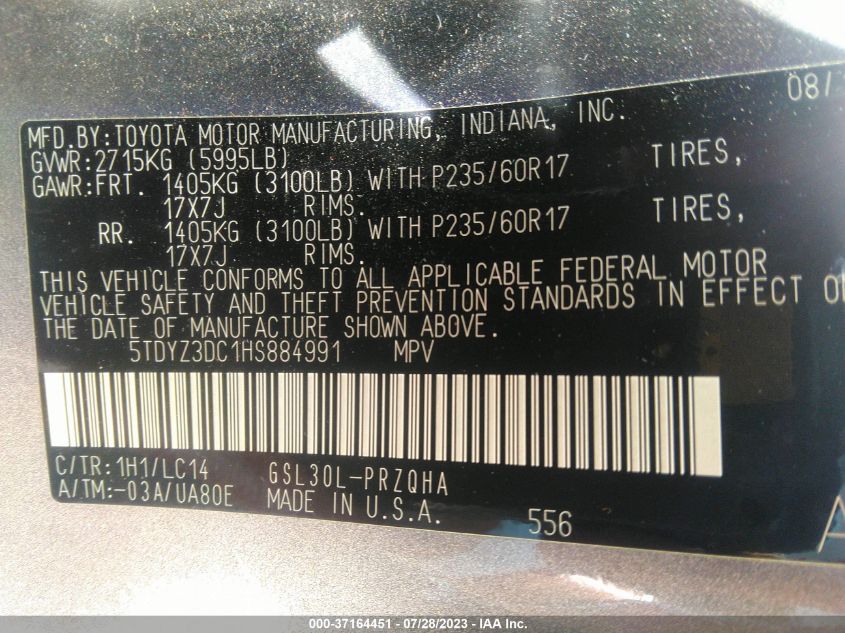 08/
MFD.BY:TOYOTA MOTOR MANUFACTURING, INDIANA, INC.
GVWR:2715KG (5995LB)
GAWR:FRT. 1405KG (3100LB) WITH P235/60R17 TIRES,
17X7J RIMS.
RR. 1405KG (3100LB) WITH P235/60R17 TIRES,
17X7J RIMS.
THIS VEHICLE CONFORMS TO ALL APPLICABLE FEDERAL MOTOR
VEHICLE SAFETY AND THEFT PREVENTION STANDARDS IN EFFECT
THE DATE OF MANUFACTURE SHOWN ABOVE.
5TDYZ3DC1HS884991 MPV
C/TR:1H1/LC14 GSL30L-PRZQHA
A/TM:-03A/UA80E MADE IN U.S.A. 556
000-37164451 - 07/28/2023 - © IAA Holdings, LLC.